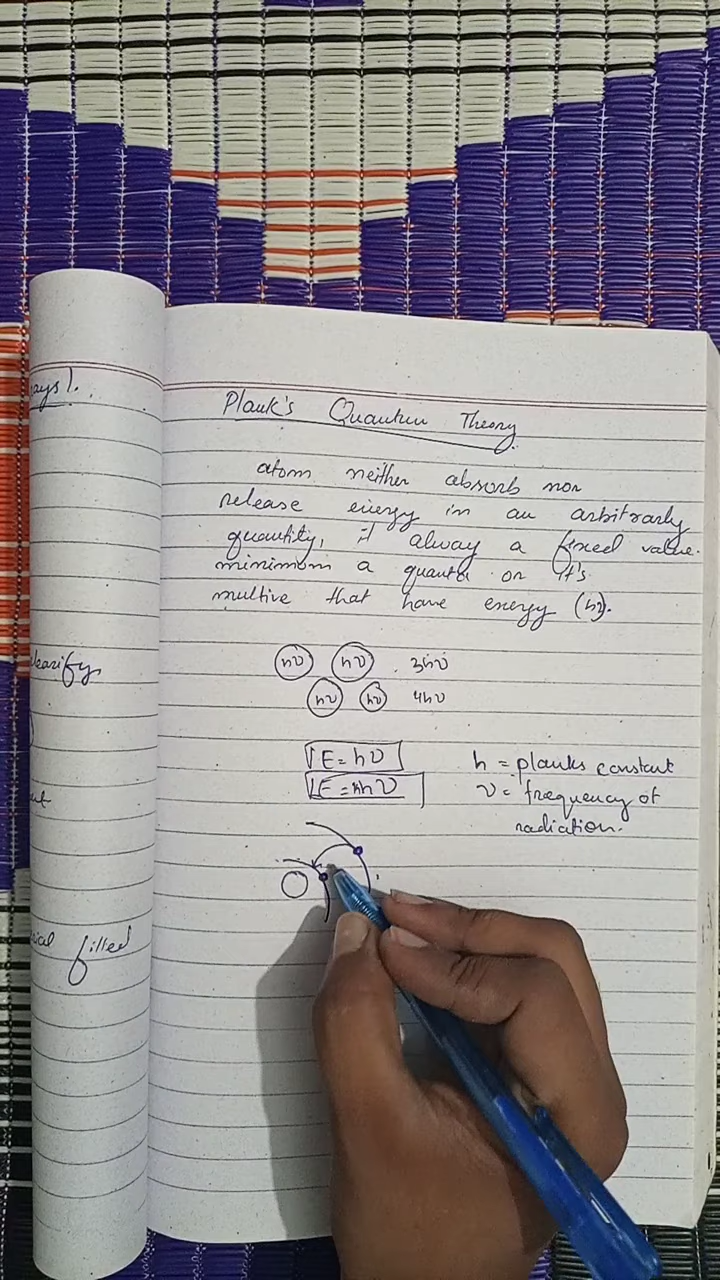 ays).
Plank's Quantum Theory
atom neither absorb nor
release energy in an arbitrarly
quantity, it alway a fixed value.
minimum a quanta or it's
multive that have energy (hν).
learify
hν hν 3hν
hν hν 4hν
E = hν
h = planks constant
E = nhν
ν = frequency of
radiation.
filled